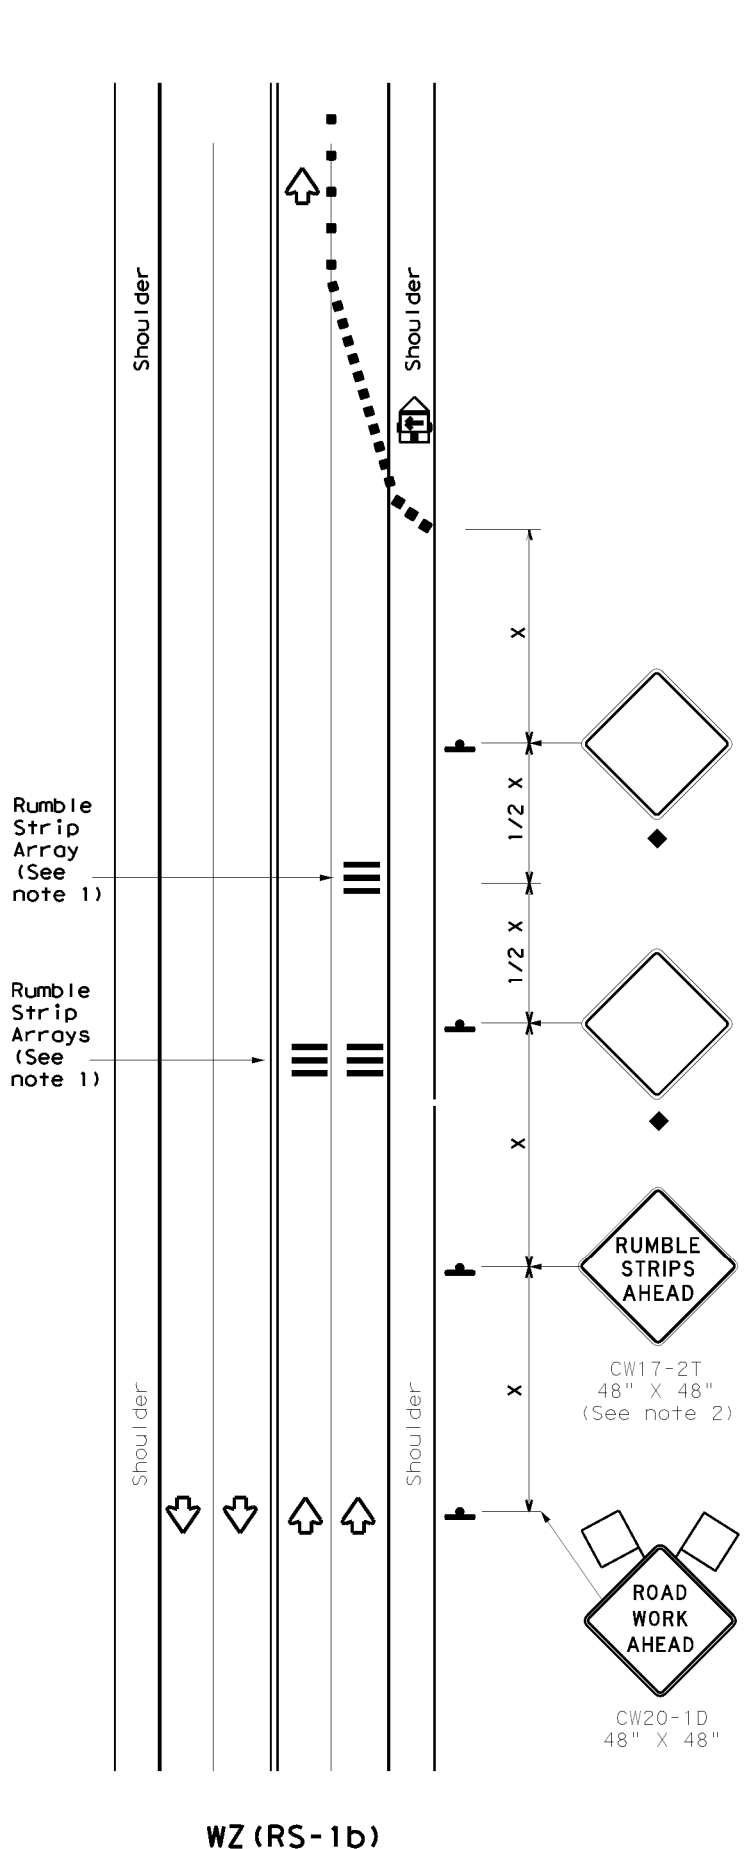 Shoulder
Shoulder
X
1/2 X
Rumble
Strip
Array
(See
note 1)
1/2 X
Rumble
Strip
Arrays
(See
note 1)
X
RUMBLE
STRIPS
AHEAD
CW17-2T
48" X 48"
(See note 2)
X
Shoulder
Shoulder
ROAD
WORK
AHEAD
CW20-1D
48" X 48"
WZ(RS-1b)